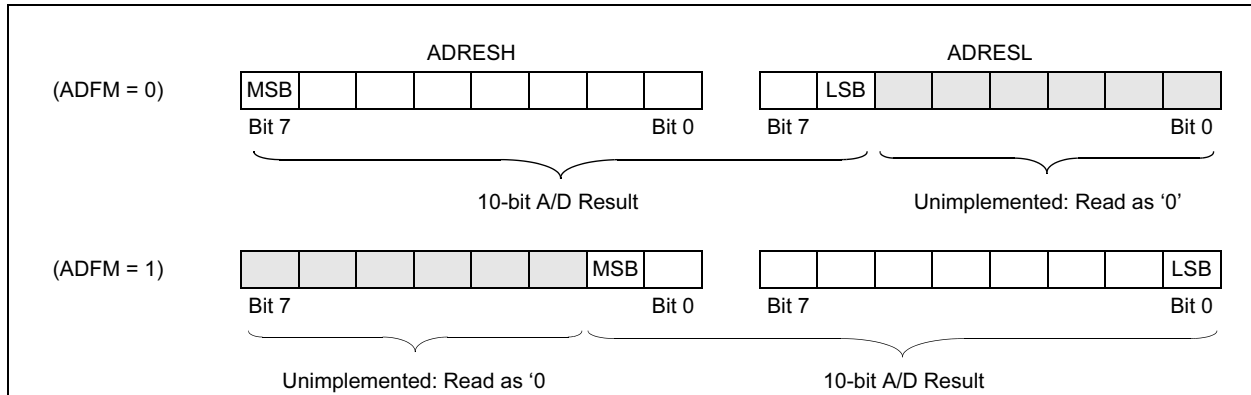 ADRESH ADRESL
(ADFM = 0) MSB LSB
Bit 7 Bit 0 Bit 7 Bit 0
10-bit A/D Result Unimplemented: Read as ‘0’
(ADFM = 1) MSB LSB
Bit 7 Bit 0 Bit 7 Bit 0
Unimplemented: Read as ‘0 10-bit A/D Result